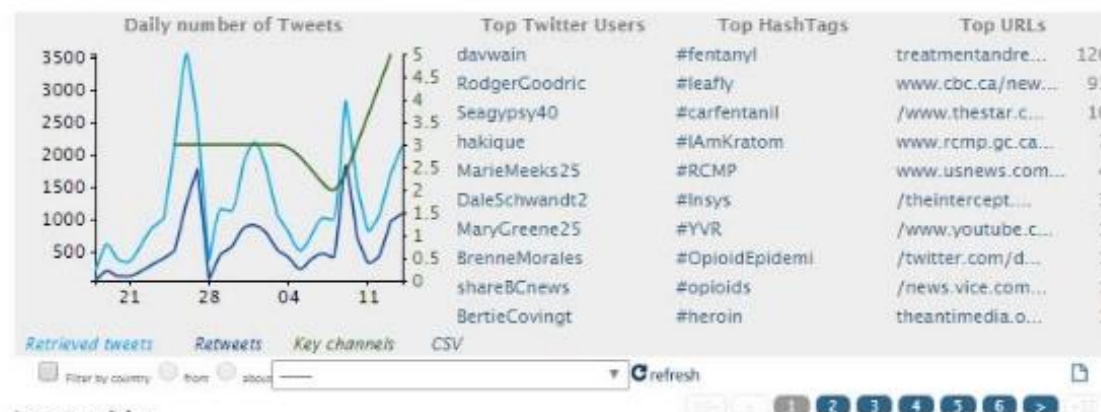 Daily number of Tweets
3500
3000
2500
2000
1500
1000
500
21 28 04 11
5
4.5
4
3.5
3
2.5
2
1.5
1
0.5
0
Retrieved tweets Retweets Key channels CSV
Top Twitter Users
davwain
RodgerGoodric
Seagypsy40
hakique
MarieMeeks25
DaleSchwandt2
MaryGreene25
BrenneMorales
shareBCnews
BertieCovingt
Top HashTags
#fentanyl
#leafly
#carfentanil
#IAmKratom
#RCMP
#Insys
#YVR
#OpioidEpidemi
#opioids
#heroin
Top URLs
treatmentandre...
www.cbc.ca/new...
/www.thestar.c...
www.rcmp.gc.ca...
www.usnews.com...
/theintercept....
/www.youtube.c...
/twitter.com/d...
/news.vice.com...
theantimedia.o...
Filter by country from about
refresh
1 2 3 4 5 6 >